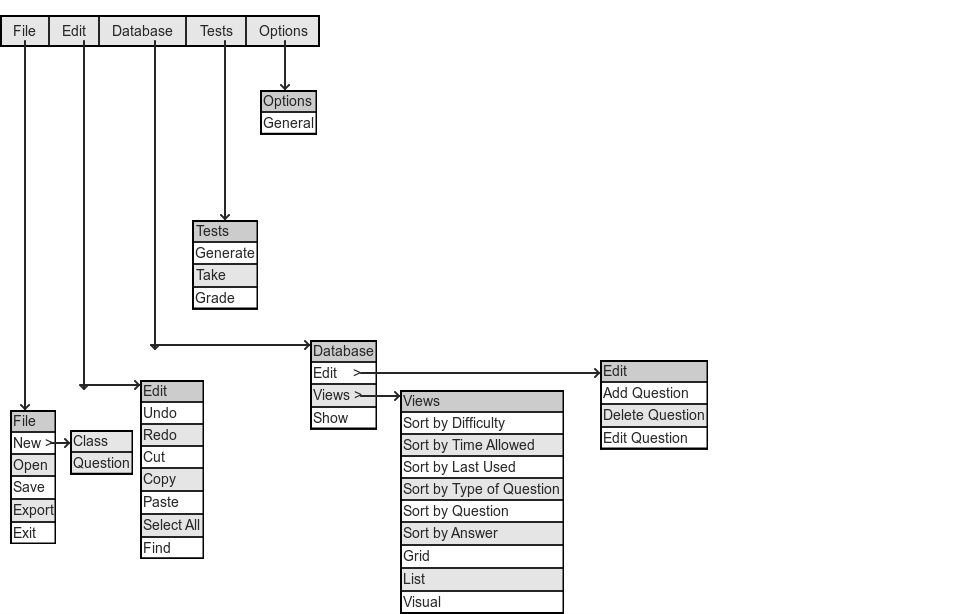 File Edit Database Tests Options
Options
General
Tests
Generate
Take
Grade
Database
Edit >
Views >
Show
Edit
Add Question
Delete Question
Edit Question
Views
Sort by Difficulty
Sort by Time Allowed
Sort by Last Used
Sort by Type of Question
Sort by Question
Sort by Answer
Grid
List
Visual
Edit
Undo
Redo
Cut
Copy
Paste
Select All
Find
File
New >
Open
Save
Export
Exit
Class
Question